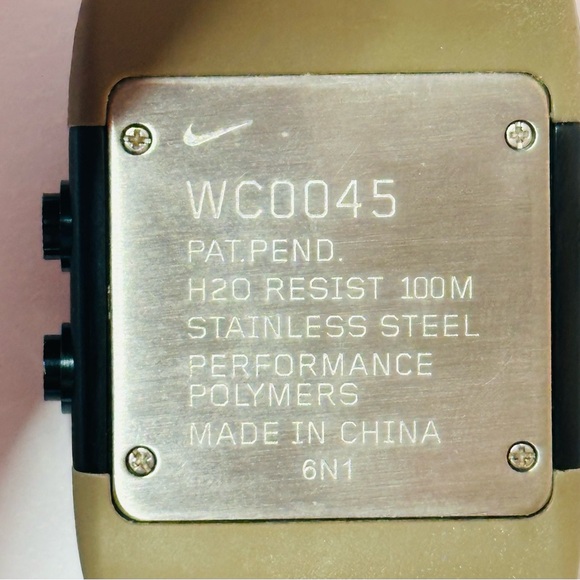 WC0045
PAT.PEND.
H2O RESIST 100M
STAINLESS STEEL
PERFORMANCE
POLYMERS
MADE IN CHINA
6N1